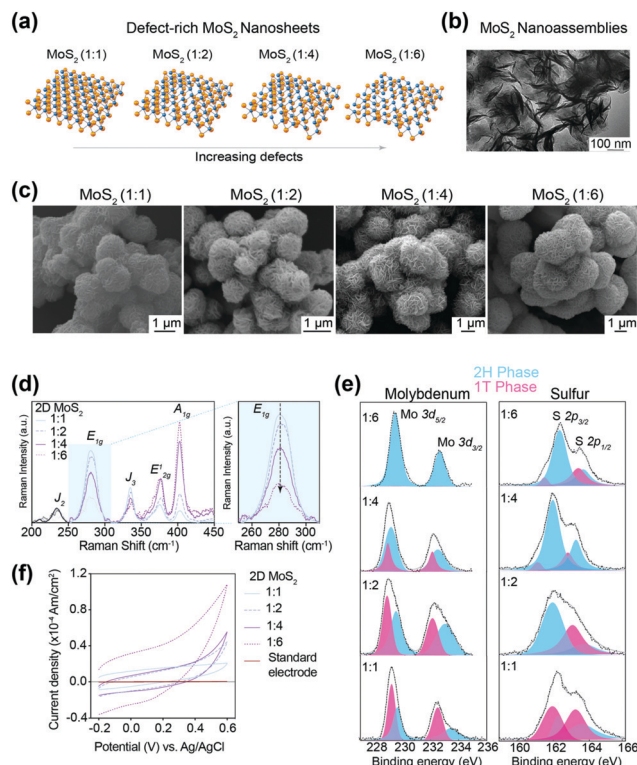 (a)
Defect-rich MoS2 Nanosheets
MoS2 (1:1)
MoS2 (1:2)
MoS2 (1:4)
MoS2 (1:6)
Increasing defects
(b)
MoS2 Nanoassemblies
100 nm
(c)
MoS2 (1:1)
MoS2 (1:2)
MoS2 (1:4)
MoS2 (1:6)
1 μm
1 μm
1 μm
1 μm
(d)
2D MoS2
1:1
1:2
1:4
1:6
J2
E1g
J3
E12g
A1g
Raman Intensity (a.u.)
200 250 300 350 400 450
Raman Shift (cm-1)
E1g
Raman Intensity (a.u.)
260 280 300
Raman shift (cm-1)
(e)
2H Phase
1T Phase
Molybdenum
Sulfur
1:6
Mo 3d5/2
Mo 3d3/2
1:4
1:2
1:1
228 230 232 234 236
Binding energy (eV)
1:6
S 2p3/2
S 2p1/2
1:4
1:2
1:1
160 162 164 166
Binding energy (eV)
(f)
Current density (x10-4 Am/cm2)
1.2
0.8
0.4
0.0
-0.4
-0.2 0.0 0.2 0.4 0.6
Potential (V) vs. Ag/AgCl
2D MoS2
1:1
1:2
1:4
1:6
Standard
electrode